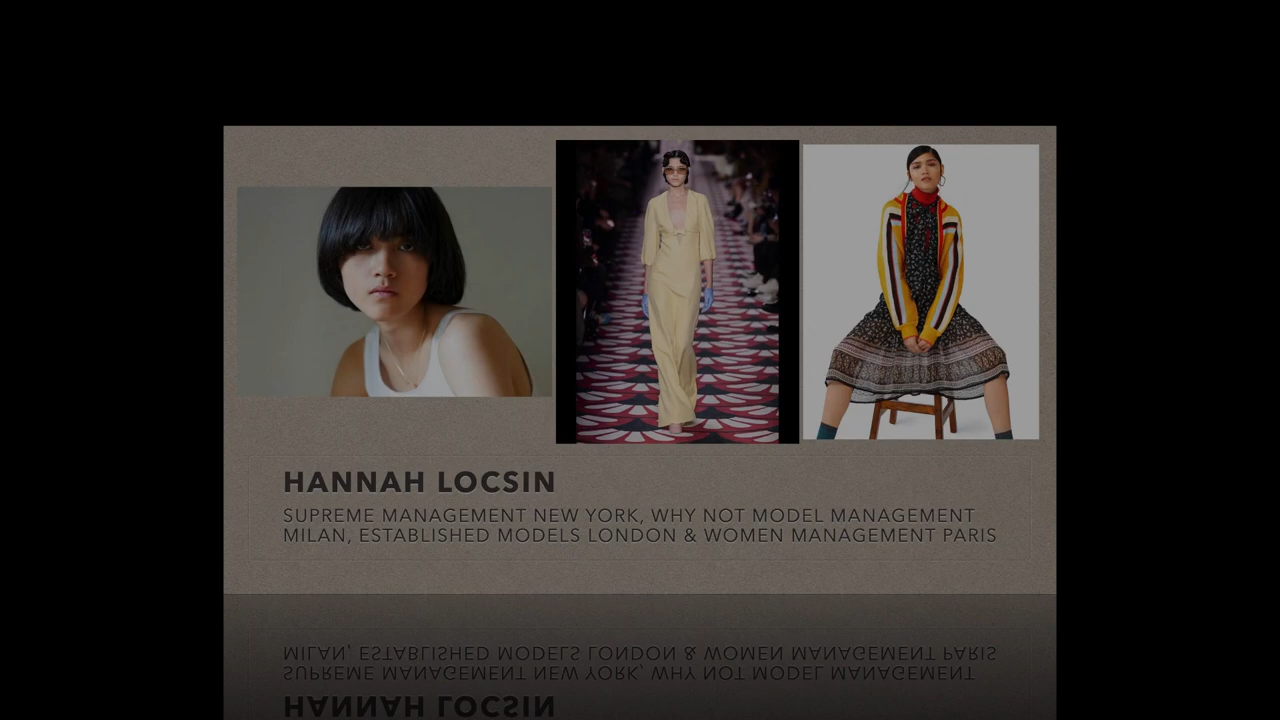 HANNAH LOCSIN
SUPREME MANAGEMENT NEW YORK, WHY NOT MODEL MANAGEMENT
MILAN, ESTABLISHED MODELS LONDON & WOMEN MANAGEMENT PARIS